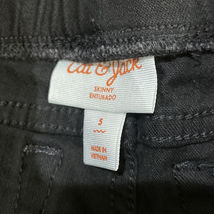 Cat & Jack
SKINNY
ENTUBADO
5
MADE IN
VIETNAM